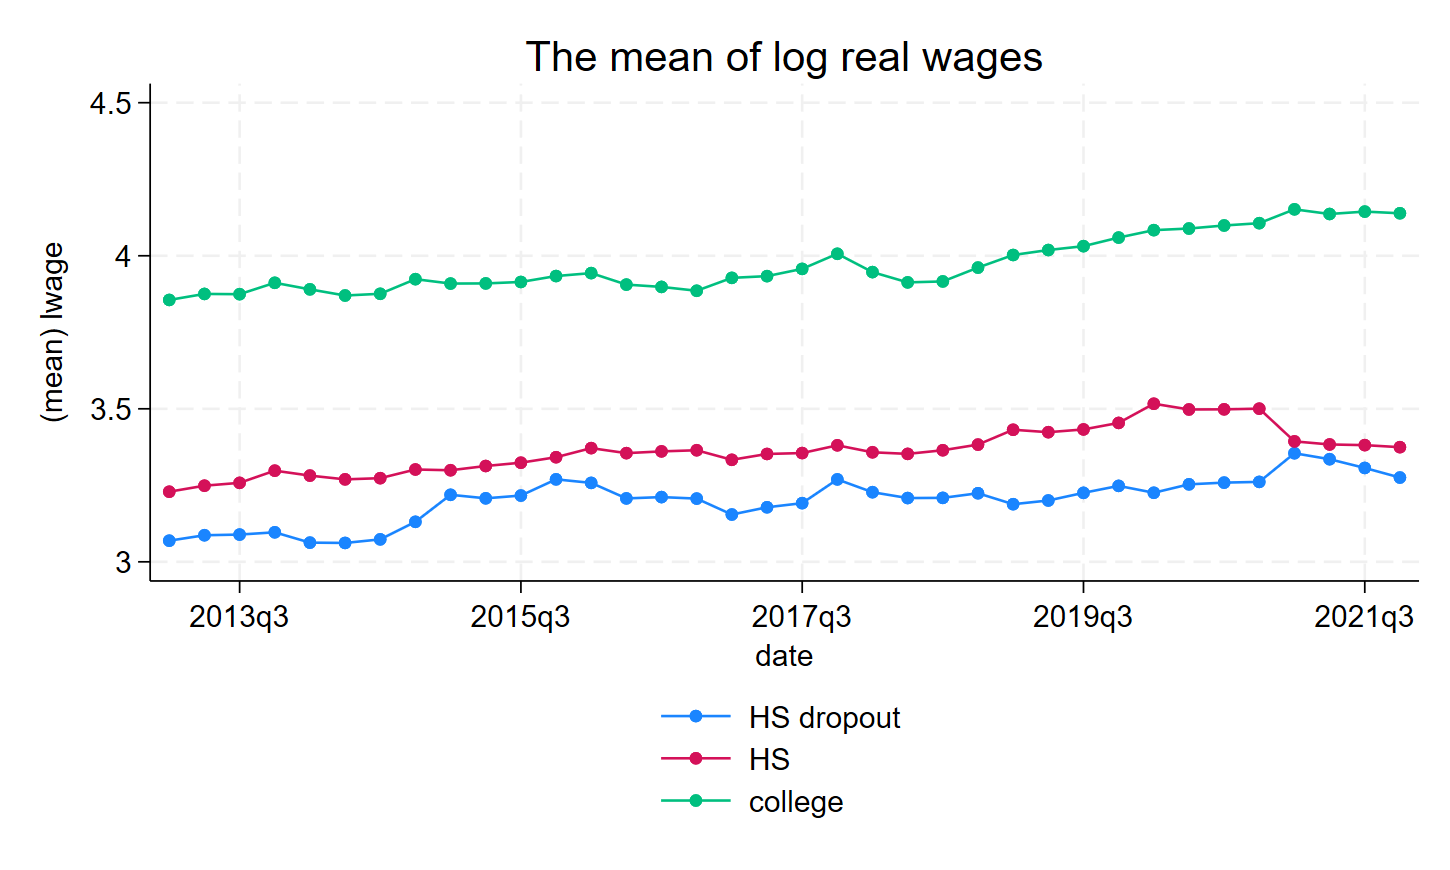 The mean of log real wages
(mean) lwage
4.5
4
3.5
3
2013q3
2015q3
2017q3
2019q3
2021q3
date
HS dropout
HS
college